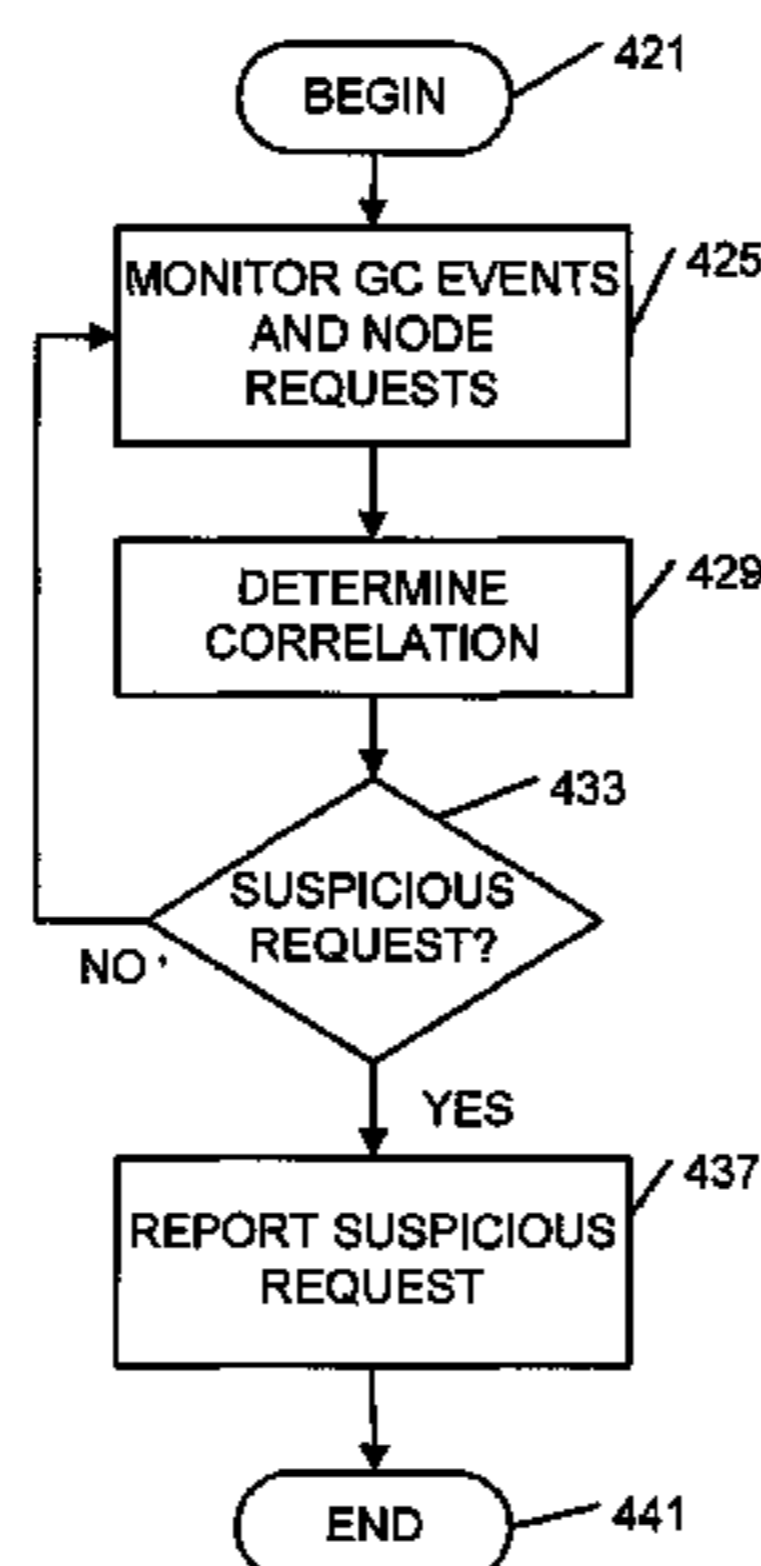 BEGIN
421
MONITOR GC EVENTS
AND NODE
REQUESTS
425
DETERMINE
CORRELATION
429
433
SUSPICIOUS
REQUEST?
NO
YES
REPORT SUSPICIOUS
REQUEST
437
END
441